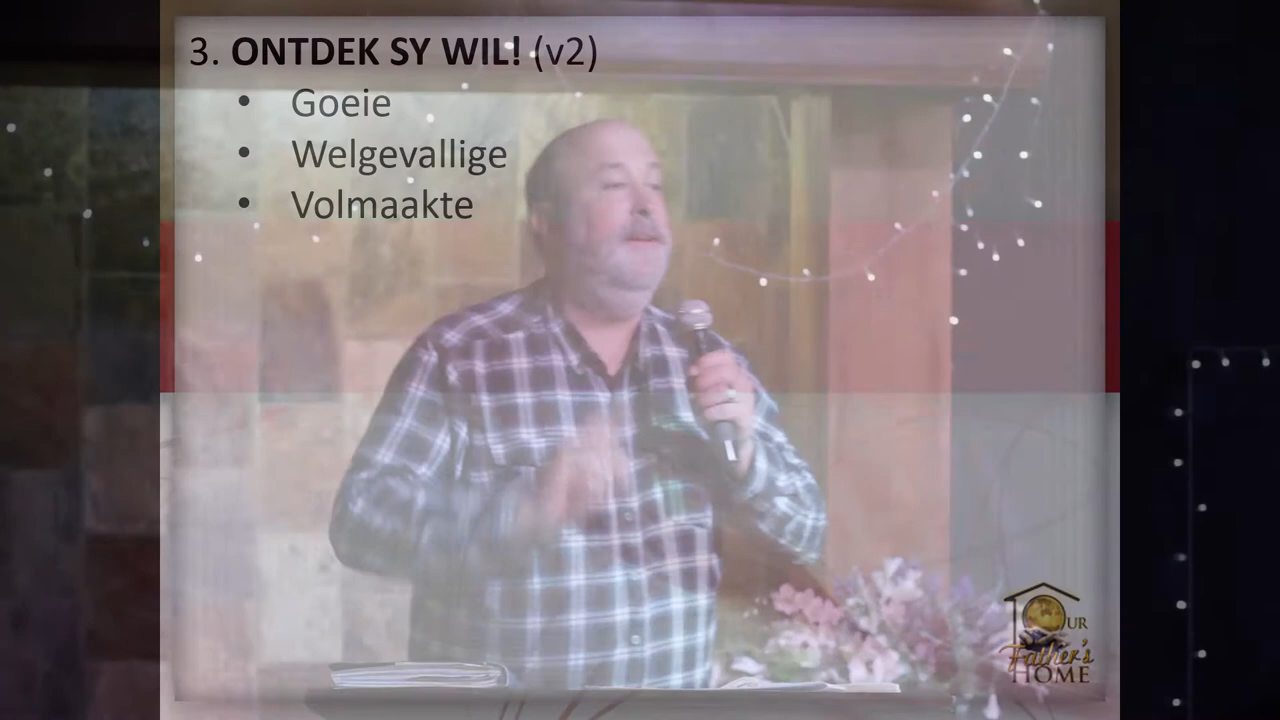 3. ONTDEK SY WIL! (v2)
• Goeie
• Welgevallige
• Volmaakte
OUR
Father's
HOME